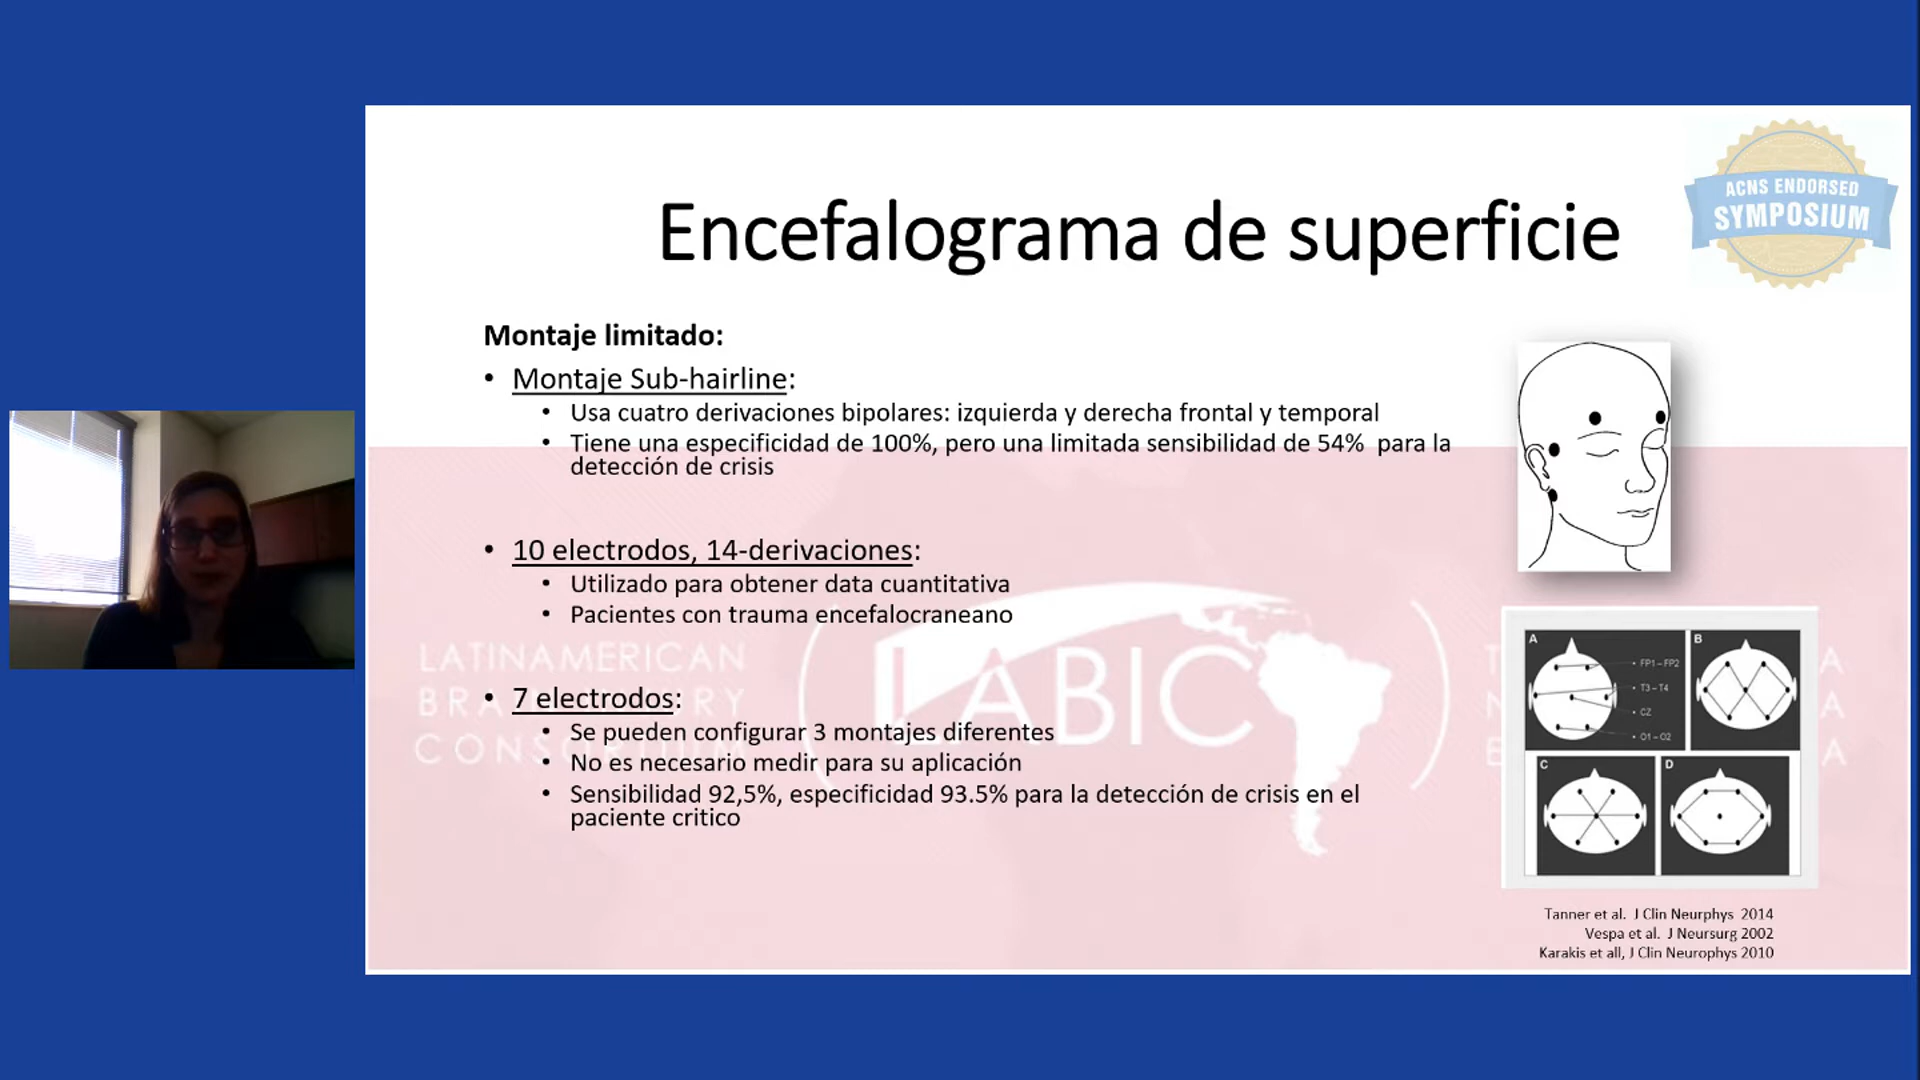 ACNS ENDORSED
SYMPOSIUM
Encefalograma de superficie
Montaje limitado:
• Montaje Sub-hairline:
• Usa cuatro derivaciones bipolares: izquierda y derecha frontal y temporal
• Tiene una especificidad de 100%, pero una limitada sensibilidad de 54% para la
detección de crisis
• 10 electrodos, 14-derivaciones:
• Utilizado para obtener data cuantitativa
• Pacientes con trauma encefalocraneano
LATINAMERICAN
CONSORTIUM
LABIC
• 7 electrodos:
• Se pueden configurar 3 montajes diferentes
• No es necesario medir para su aplicación
• Sensibilidad 92,5%, especificidad 93.5% para la detección de crisis en el
paciente critico
A
FP1-FP2
T3-T4
CZ
O1-O2
B
C
D
Tanner et al. J Clin Neurphys 2014
Vespa et al. J Neursurg 2002
Karakis et all, J Clin Neurophys 2010